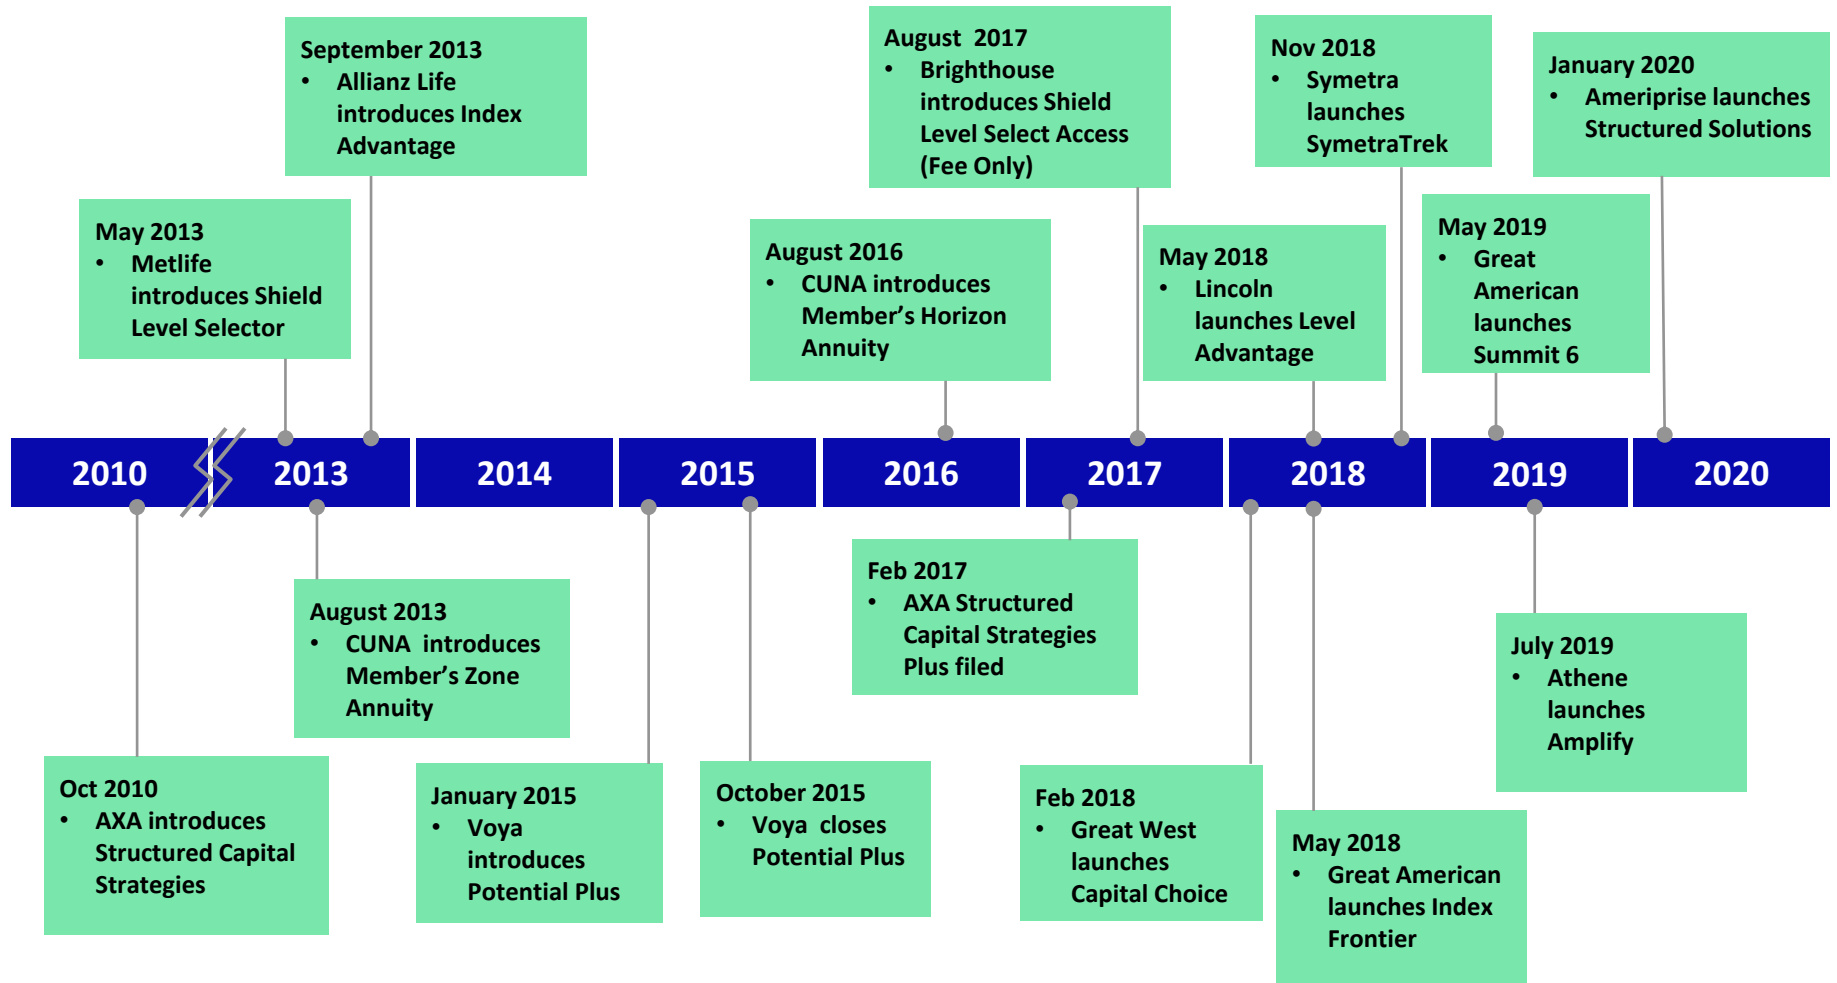 September 2013
• Allianz Life
introduces Index
Advantage
August  2017
• Brighthouse
introduces Shield
Level Select Access
(Fee Only)
Nov 2018
• Symetra
launches
SymetraTrek
January 2020
• Ameriprise launches
Structured Solutions
May 2013
• Metlife
introduces Shield
Level Selector
August 2016
• CUNA introduces
Member’s Horizon
Annuity
May 2018
• Lincoln
launches Level
Advantage
May 2019
• Great
American
launches
Summit 6
2010 2013 2014 2015 2016 2017 2018 2019 2020
August 2013
• CUNA  introduces
Member’s Zone
Annuity
Feb 2017
• AXA Structured
Capital Strategies
Plus filed
July 2019
• Athene
launches
Amplify
Oct 2010
• AXA introduces
Structured Capital
Strategies
January 2015
• Voya
introduces
Potential Plus
October 2015
• Voya  closes
Potential Plus
Feb 2018
• Great West
launches
Capital Choice
May 2018
• Great American
launches Index
Frontier